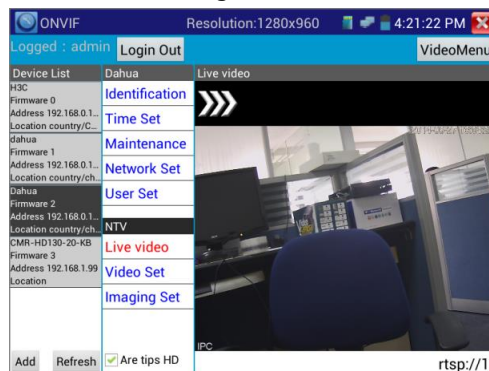 ONVIF Resolution:1280x960 4:21:22 PM
Logged : admin Login Out VideoMenu
Device List
H3C
Firmware 0
Address 192.168.0.1...
Location country/C...
dahua
Firmware 1
Address 192.168.0.1...
Location country/ch...
Dahua
Firmware 2
Address 192.168.0.1...
Location country/ch...
CMR-HD130-20-KB
Firmware 3
Address 192.168.1.99
Location
Add Refresh
Dahua
Identification
Time Set
Maintenance
Network Set
User Set
NTV
Live video
Video Set
Imaging Set
Are tips HD
Live video
IPC
rtsp://1